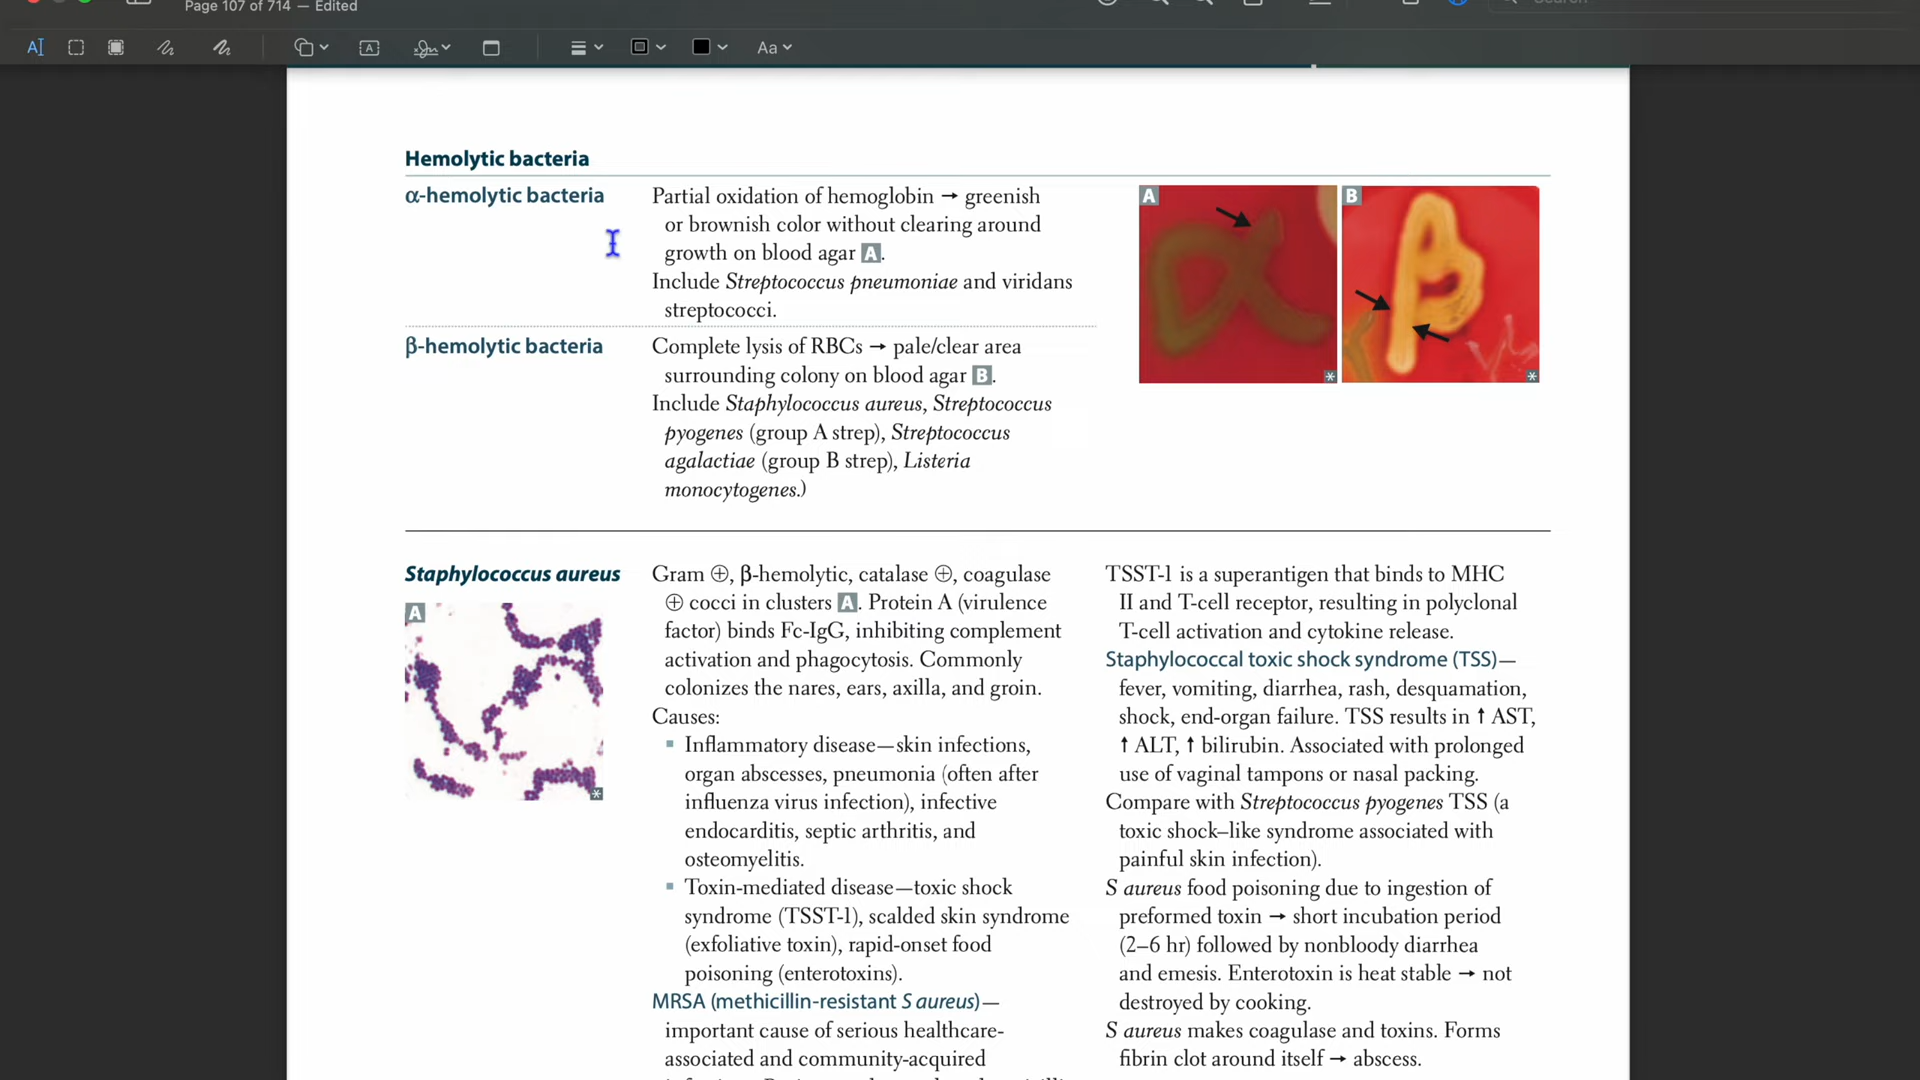 Page 107 of 714 — Edited
Search
A
Aa
Hemolytic bacteria
α-hemolytic bacteria
Partial oxidation of hemoglobin → greenish
or brownish color without clearing around
growth on blood agar A.
Include Streptococcus pneumoniae and viridans
streptococci.
A
α
B
β
β-hemolytic bacteria
Complete lysis of RBCs → pale/clear area
surrounding colony on blood agar B.
Include Staphylococcus aureus, Streptococcus
pyogenes (group A strep), Streptococcus
agalactiae (group B strep), Listeria
monocytogenes.)
Staphylococcus aureus
A
Gram ⊕, β-hemolytic, catalase ⊕, coagulase
⊕ cocci in clusters A. Protein A (virulence
factor) binds Fc-IgG, inhibiting complement
activation and phagocytosis. Commonly
colonizes the nares, ears, axilla, and groin.
Causes:
▪ Inflammatory disease—skin infections,
organ abscesses, pneumonia (often after
influenza virus infection), infective
endocarditis, septic arthritis, and
osteomyelitis.
▪ Toxin-mediated disease—toxic shock
syndrome (TSST-1), scalded skin syndrome
(exfoliative toxin), rapid-onset food
poisoning (enterotoxins).
MRSA (methicillin-resistant S aureus)—
important cause of serious healthcare-
associated and community-acquired
TSST-1 is a superantigen that binds to MHC
II and T-cell receptor, resulting in polyclonal
T-cell activation and cytokine release.
Staphylococcal toxic shock syndrome (TSS)—
fever, vomiting, diarrhea, rash, desquamation,
shock, end-organ failure. TSS results in ↑ AST,
↑ ALT, ↑ bilirubin. Associated with prolonged
use of vaginal tampons or nasal packing.
Compare with Streptococcus pyogenes TSS (a
toxic shock–like syndrome associated with
painful skin infection).
S aureus food poisoning due to ingestion of
preformed toxin → short incubation period
(2–6 hr) followed by nonbloody diarrhea
and emesis. Enterotoxin is heat stable → not
destroyed by cooking.
S aureus makes coagulase and toxins. Forms
fibrin clot around itself → abscess.